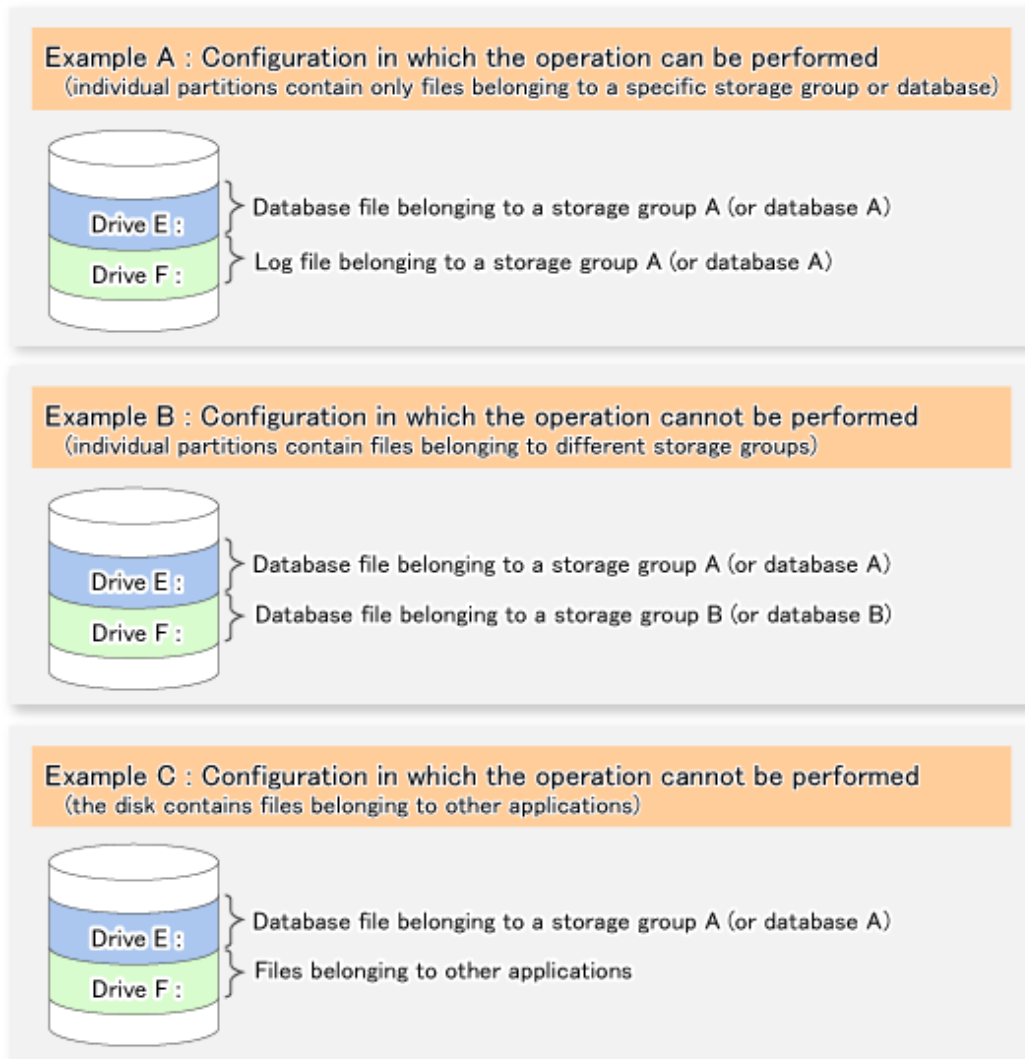 Example A : Configuration in which the operation can be performed
(individual partitions contain only files belonging to a specific storage group or database)
Database file belonging to a storage group A (or database A)
Drive E :
Log file belonging to a storage group A (or database A)
Drive F :
Example B : Configuration in which the operation cannot be performed
(individual partitions contain files belonging to different storage groups)
Database file belonging to a storage group A (or database A)
Drive E :
Database file belonging to a storage group B (or database B)
Drive F :
Example C : Configuration in which the operation cannot be performed
(the disk contains files belonging to other applications)
Database file belonging to a storage group A (or database A)
Drive E :
Files belonging to other applications
Drive F :